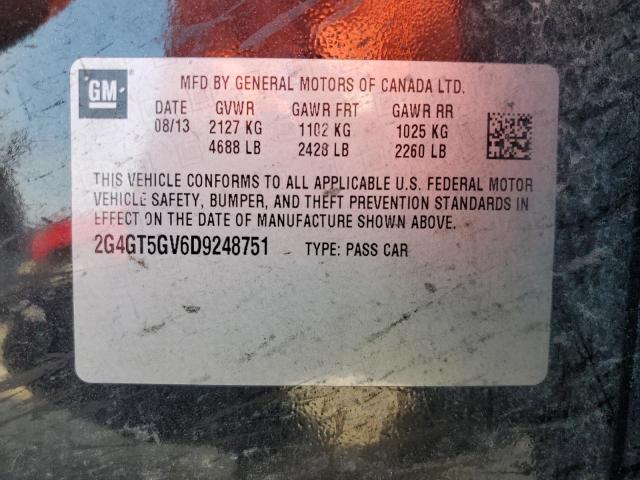 GM
MFD BY GENERAL MOTORS OF CANADA LTD.
DATE GVWR GAWR FRT GAWR RR
08/13 2127 KG 1102 KG 1025 KG
4688 LB 2428 LB 2260 LB
THIS VEHICLE CONFORMS TO ALL APPLICABLE U.S. FEDERAL MOTOR
VEHICLE SAFETY, BUMPER, AND THEFT PREVENTION STANDARDS IN
EFFECT ON THE DATE OF MANUFACTURE SHOWN ABOVE.
2G4GT5GV6D9248751 TYPE: PASS CAR